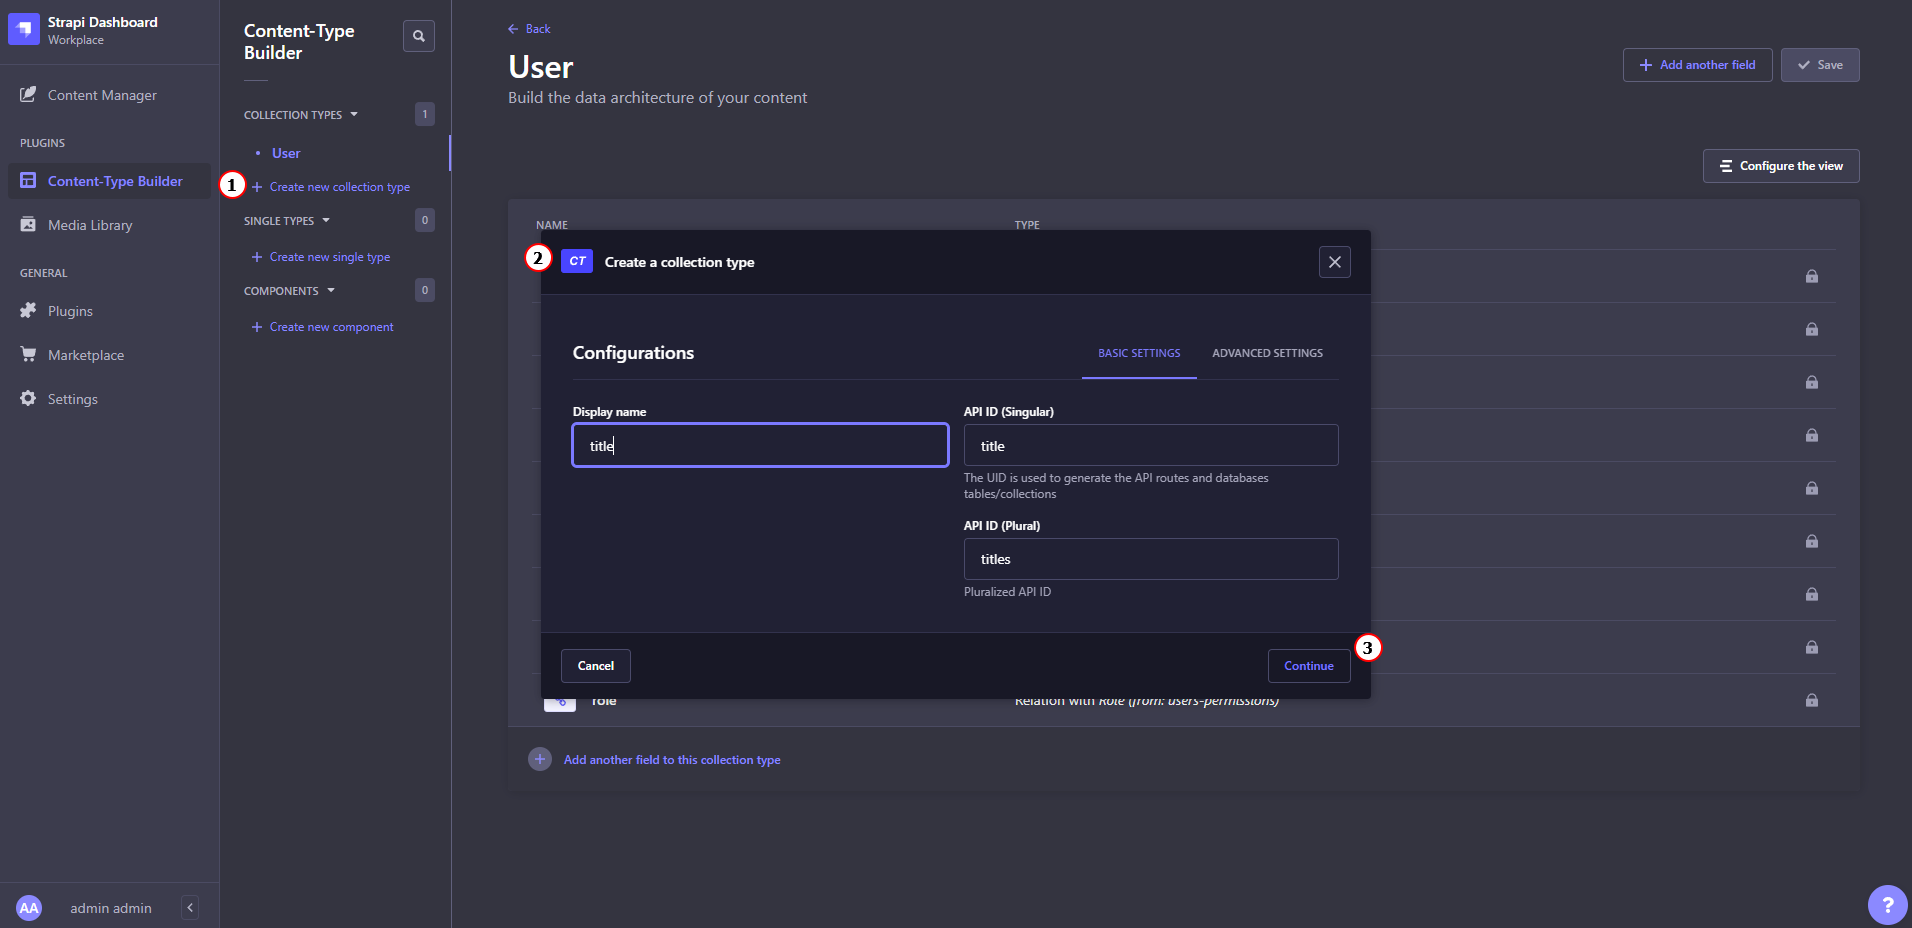 Strapi Dashboard
Workplace
Content Manager
PLUGINS
Content-Type Builder
Media Library
GENERAL
Plugins
Marketplace
Settings
AA
admin admin
Content-Type
Builder
COLLECTION TYPES
1
User
1
Create new collection type
SINGLE TYPES
0
Create new single type
COMPONENTS
0
Create new component
Back
User
Build the data architecture of your content
Add another field
Save
Configure the view
NAME
TYPE
2
CT
Create a collection type
Configurations
BASIC SETTINGS
ADVANCED SETTINGS
Display name
title
API ID (Singular)
title
The UID is used to generate the API routes and databases
tables/collections
API ID (Plural)
titles
Pluralized API ID
Cancel
Continue
3
role
Relation with Role (from: users-permissions)
Add another field to this collection type
?